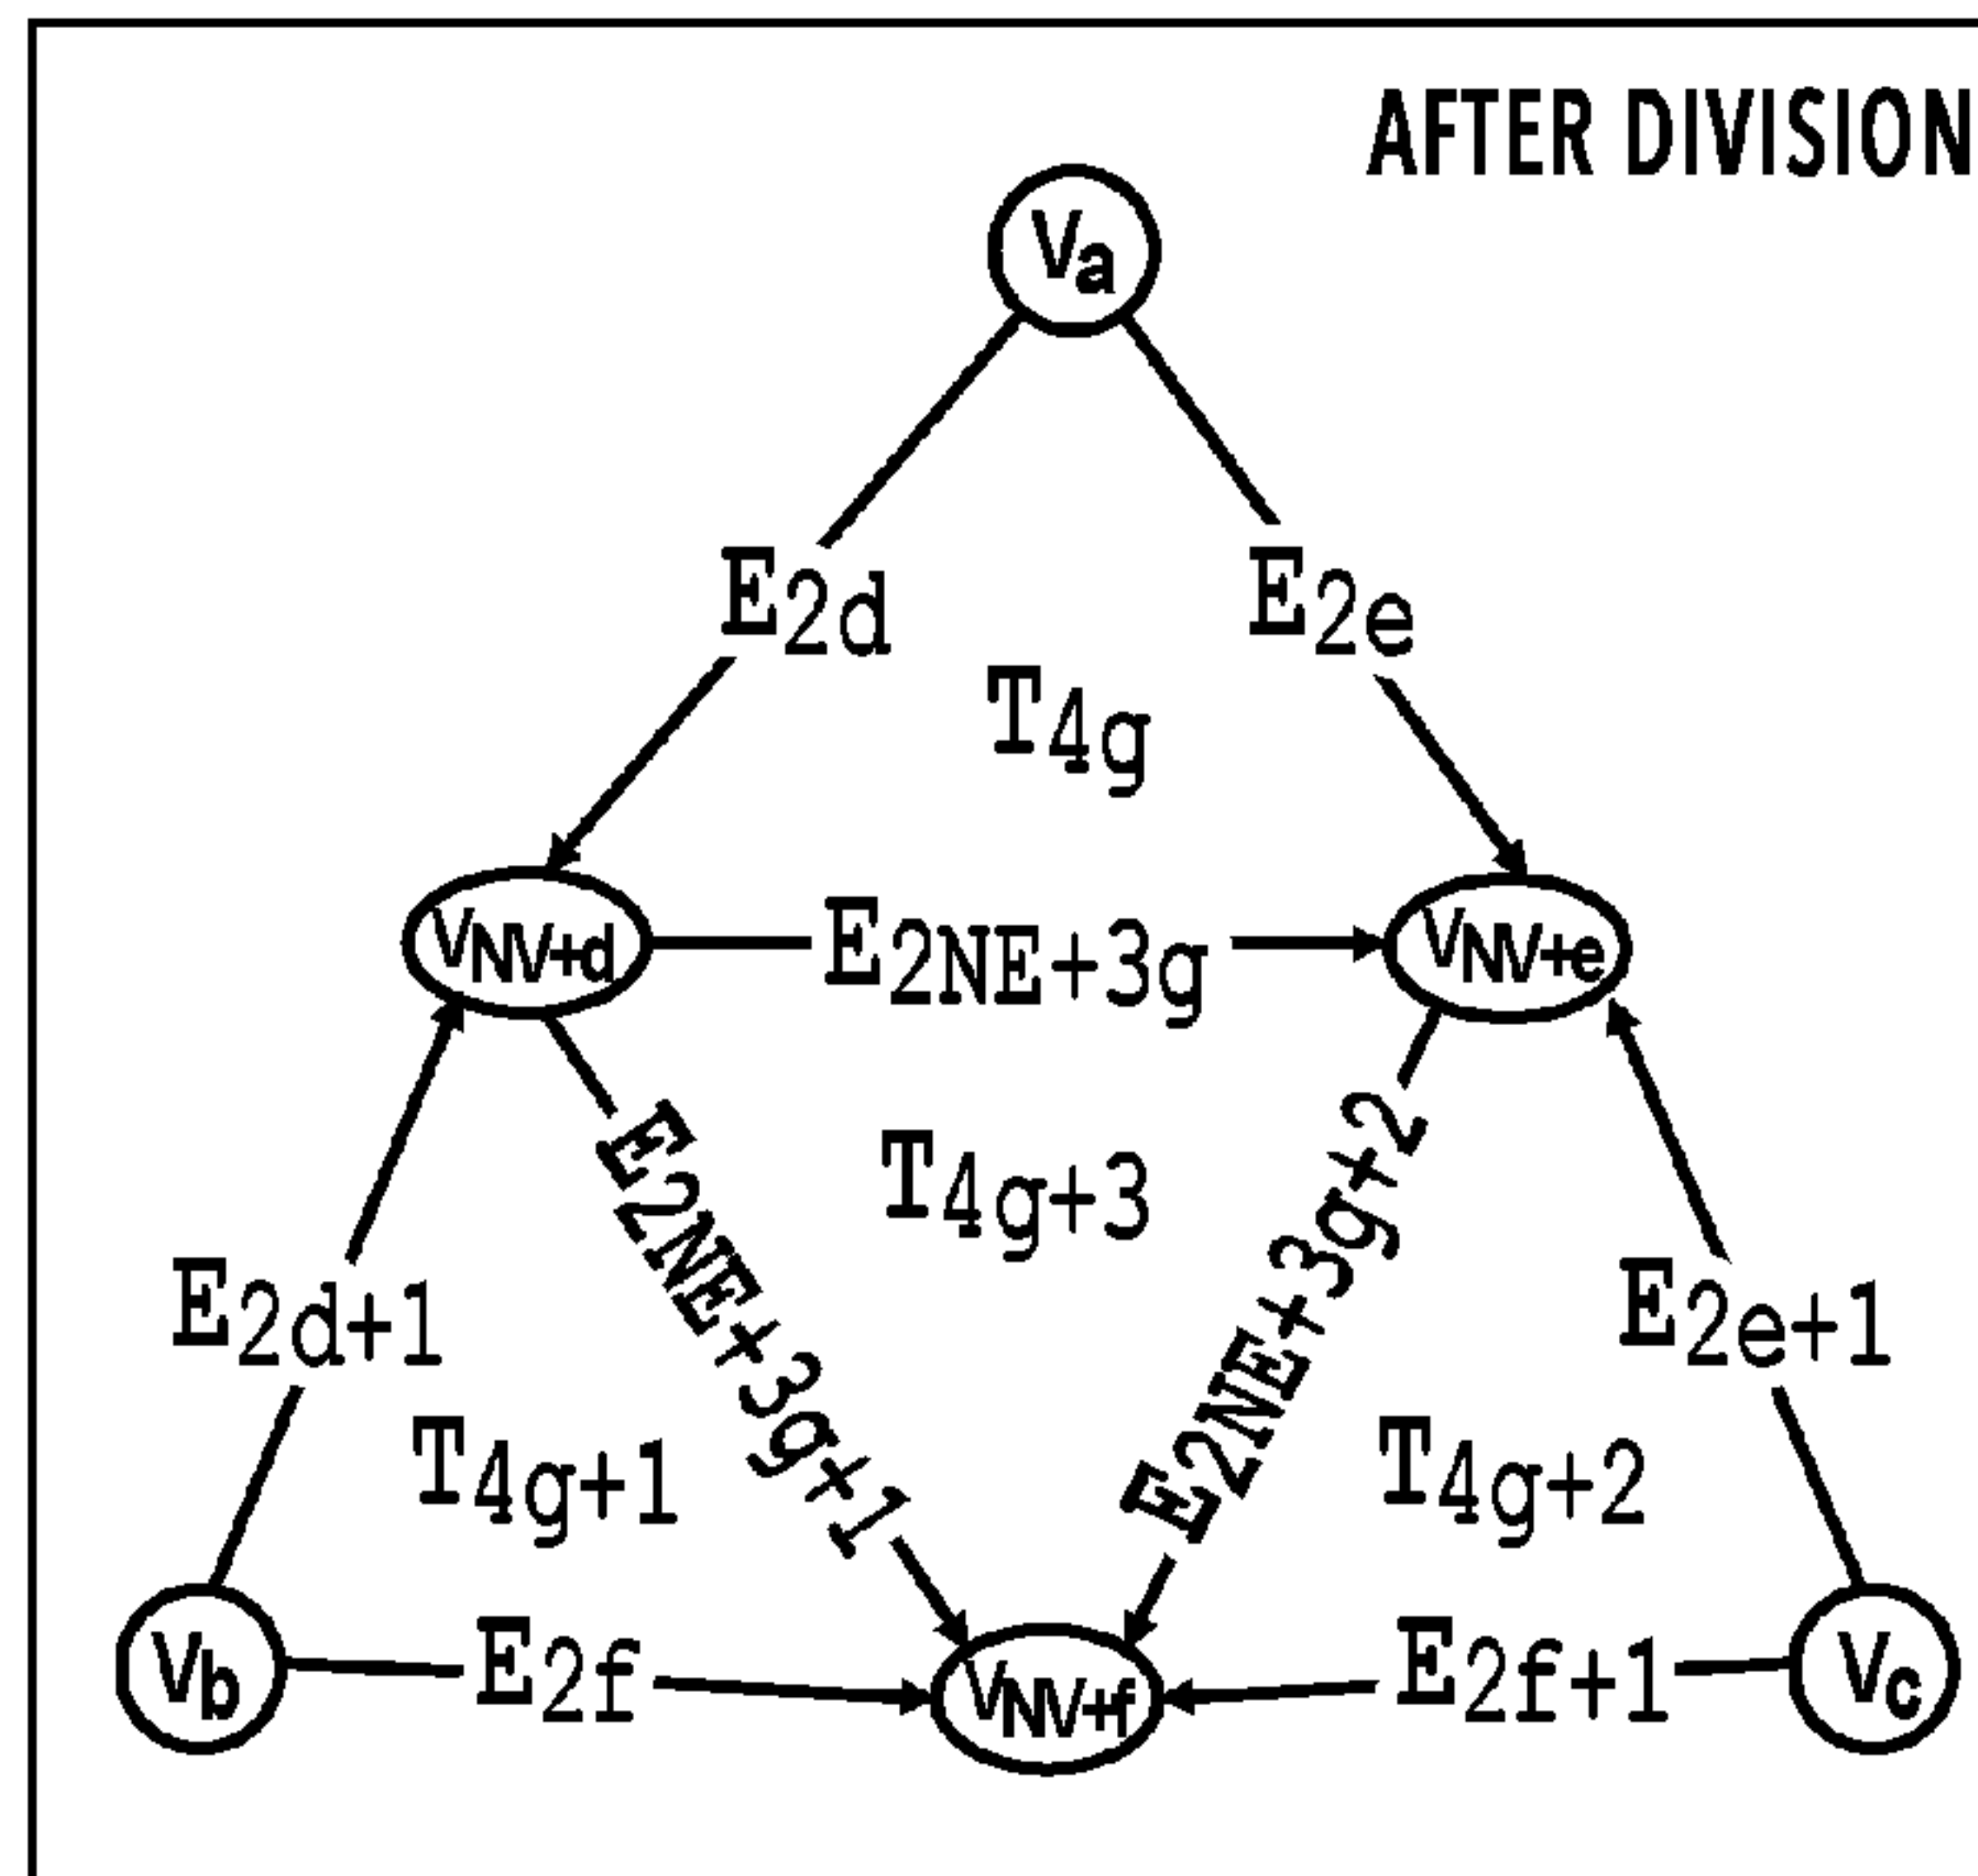 AFTER DIVISION
Va
E2d
E2e
T4g
VNV+d
E2NE+3g
VNV+e
E2NE+3g+1
T4g+3
E2NE+3g+2
E2d+1
E2e+1
T4g+1
T4g+2
Vb
E2f
VNV+f
E2f+1
Vc